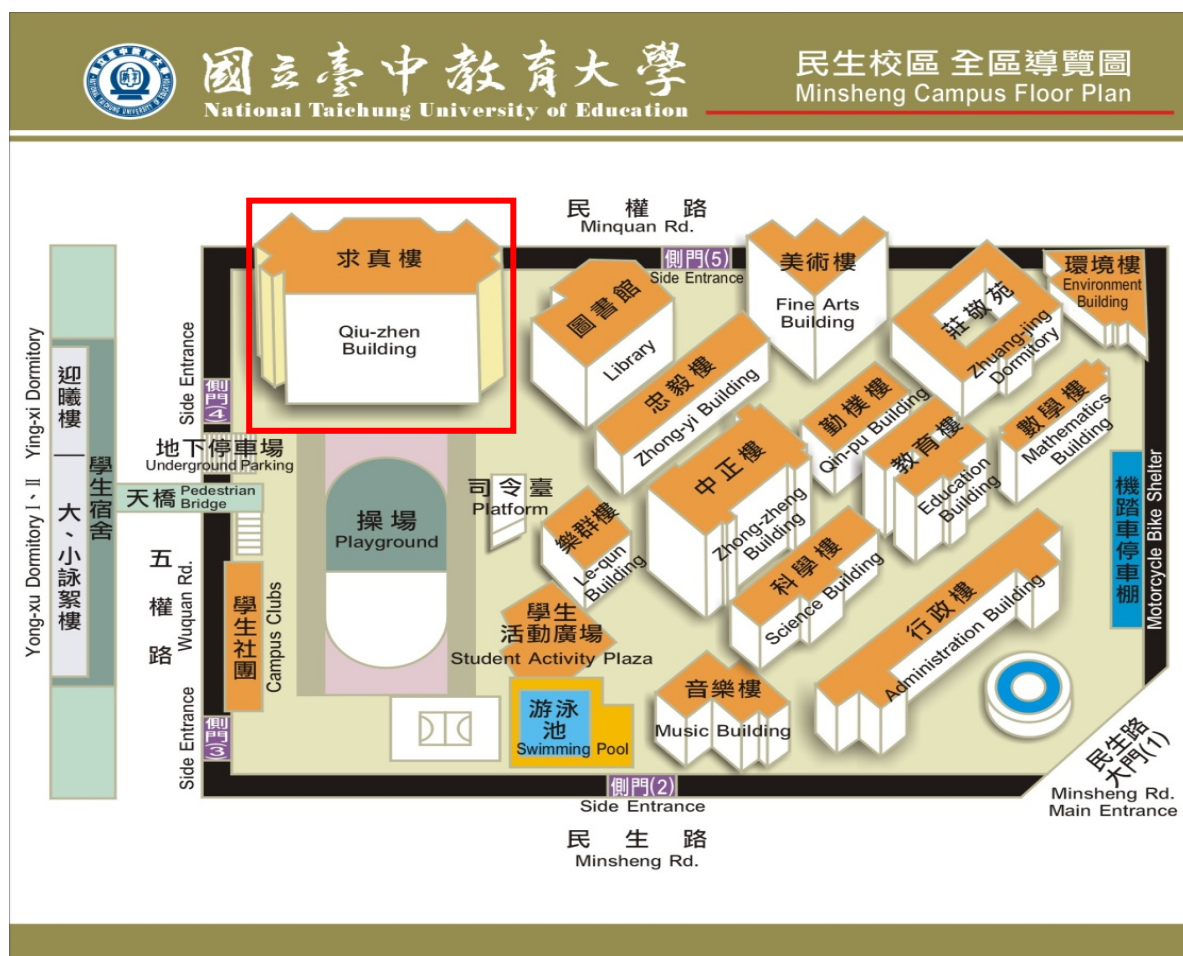 國立臺中教育大學
National Taichung University of Education
民生校區 全區導覽圖
Minsheng Campus Floor Plan
民權路
Minquan Rd.
求真樓
Qiu-zhen
Building
側門(5)
Side Entrance
美術樓
Fine Arts
Building
環境樓
Environment
Building
莊敬苑
Zhuang-jing
Dormitory
圖書館
Library
忠毅樓
Zhong-yi Building
勤樸樓
Qin-pu Building
數學樓
Mathematics
Building
教育樓
Education
Building
中正樓
Zhong-zheng
Building
Side Entrance
側門4
迎曦樓
大、小詠絮樓
Yong-xu Dormitory I、II Ying-xi Dormitory
學生宿舍
地下停車場
Underground Parking
天橋
Pedestrian
Bridge
司令臺
Platform
操場
Playground
樂群樓
Le-qun
Building
科學樓
Science Building
行政樓
Administration Building
機踏車停車棚
Motorcycle Bike Shelter
五權路
Wuquan Rd.
學生社團
Campus Clubs
學生
活動廣場
Student Activity Plaza
游泳
池
Swimming Pool
音樂樓
Music Building
Side Entrance
側門3
民生路
大門(1)
Minsheng Rd.
Main Entrance
側門(2)
Side Entrance
民生路
Minsheng Rd.